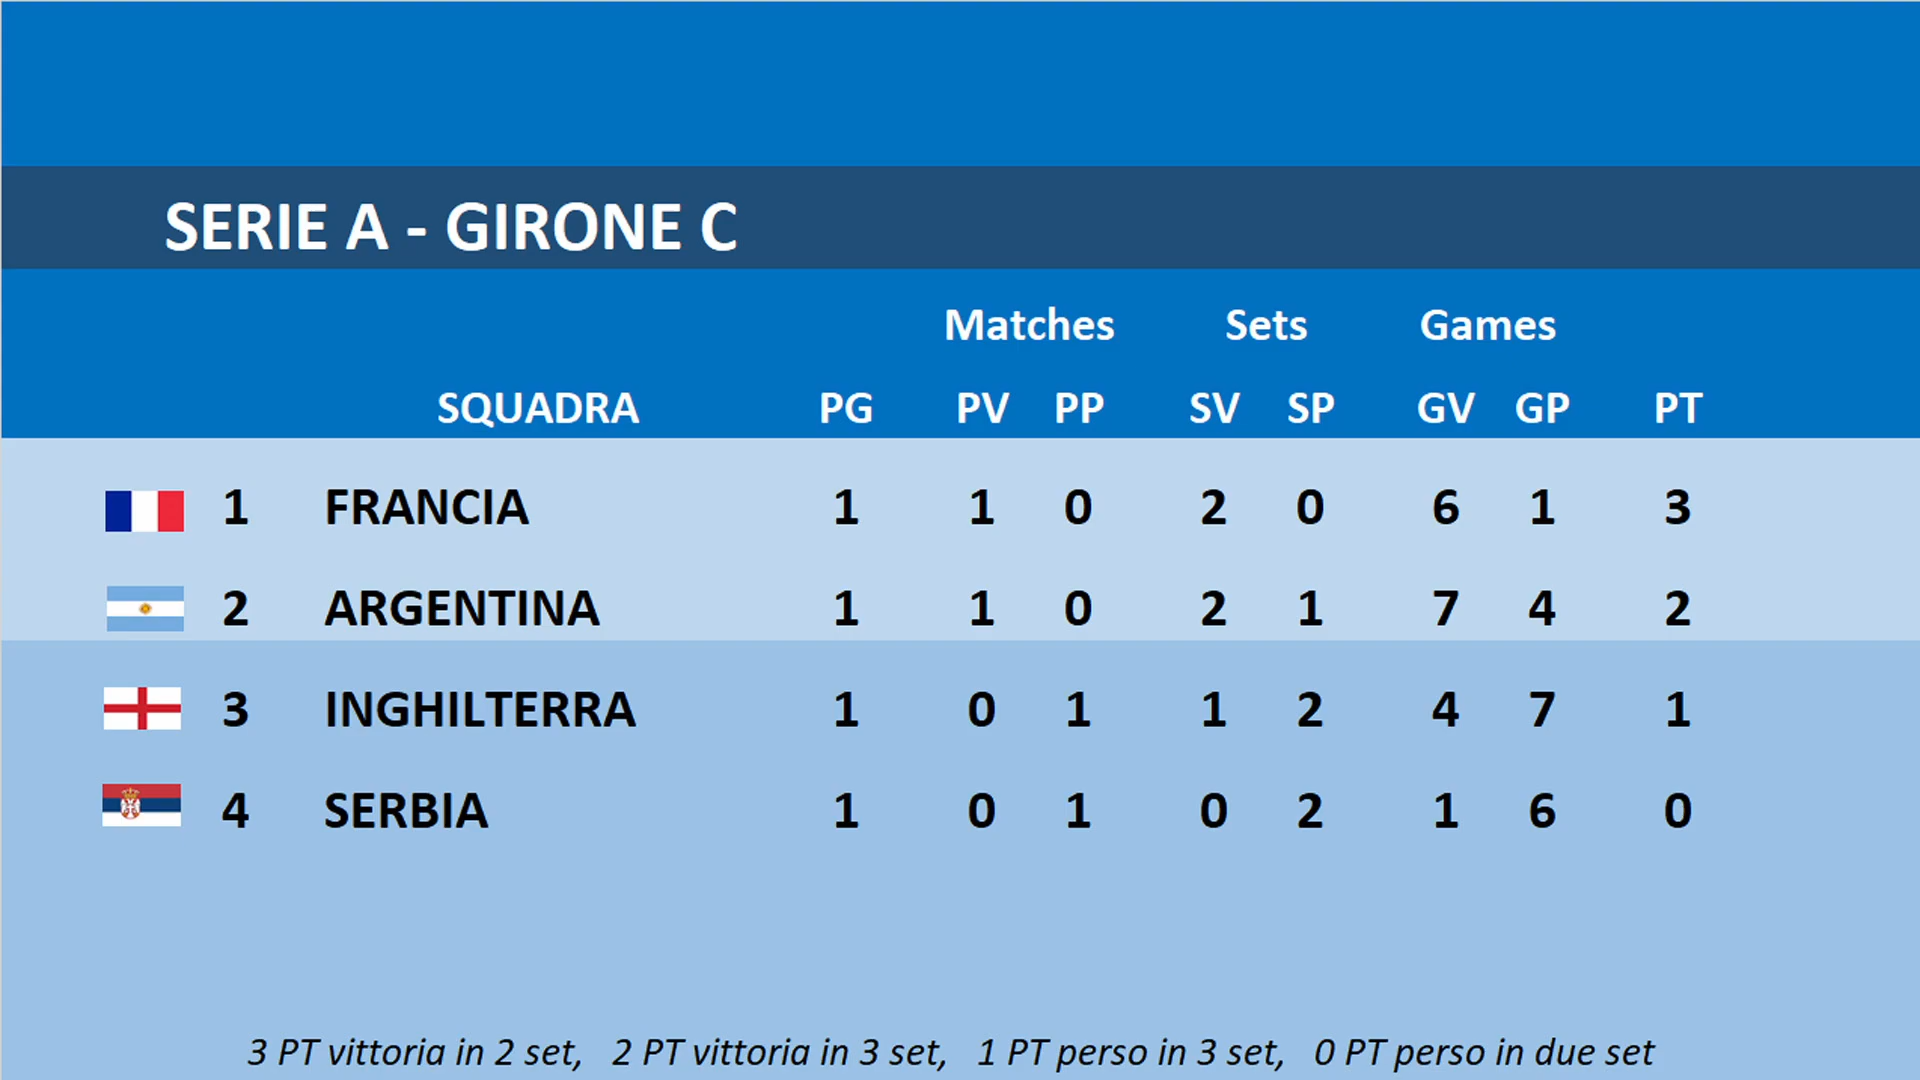 SERIE A - GIRONE C
Matches Sets Games
SQUADRA PG PV PP SV SP GV GP PT
1 FRANCIA 1 1 0 2 0 6 1 3
2 ARGENTINA 1 1 0 2 1 7 4 2
3 INGHILTERRA 1 0 1 1 2 4 7 1
4 SERBIA 1 0 1 0 2 1 6 0
3 PT vittoria in 2 set, 2 PT vittoria in 3 set, 1 PT perso in 3 set, 0 PT perso in due set